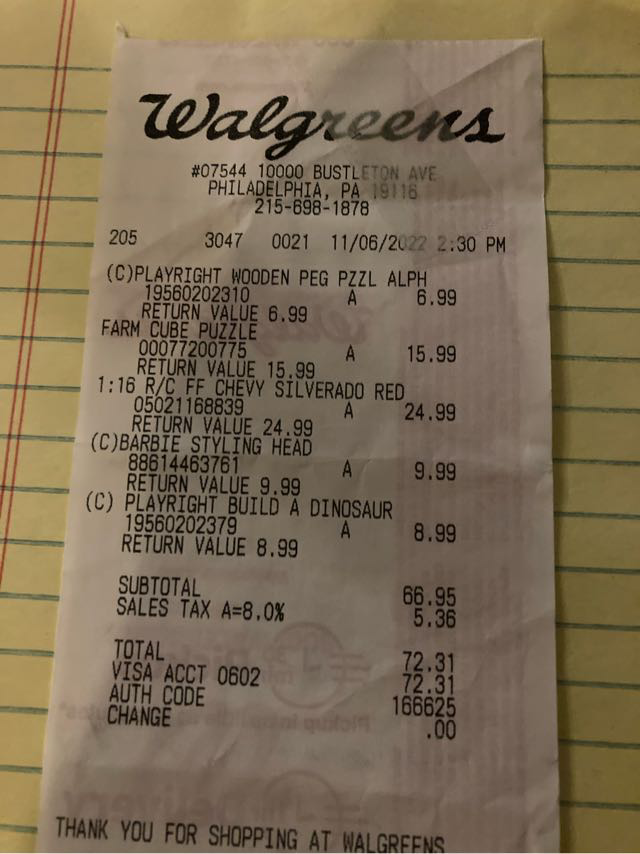 Walgreens
#07544 10000 BUSTLETON AVE
PHILADELPHIA, PA 19116
215-698-1878
205 3047 0021 11/06/2022 2:30 PM
(C)PLAYRIGHT WOODEN PEG PZZL ALPH
19560202310 A 6.99
RETURN VALUE 6.99
FARM CUBE PUZZLE
00077200775 A 15.99
RETURN VALUE 15.99
1:16 R/C FF CHEVY SILVERADO RED
05021168839 A 24.99
RETURN VALUE 24.99
(C)BARBIE STYLING HEAD
88614463761 A 9.99
RETURN VALUE 9.99
(C) PLAYRIGHT BUILD A DINOSAUR
19560202379 A 8.99
RETURN VALUE 8.99
SUBTOTAL 66.95
SALES TAX A=8.0% 5.36
TOTAL 72.31
VISA ACCT 0602 72.31
AUTH CODE 166625
CHANGE .00
THANK YOU FOR SHOPPING AT WALGREENS